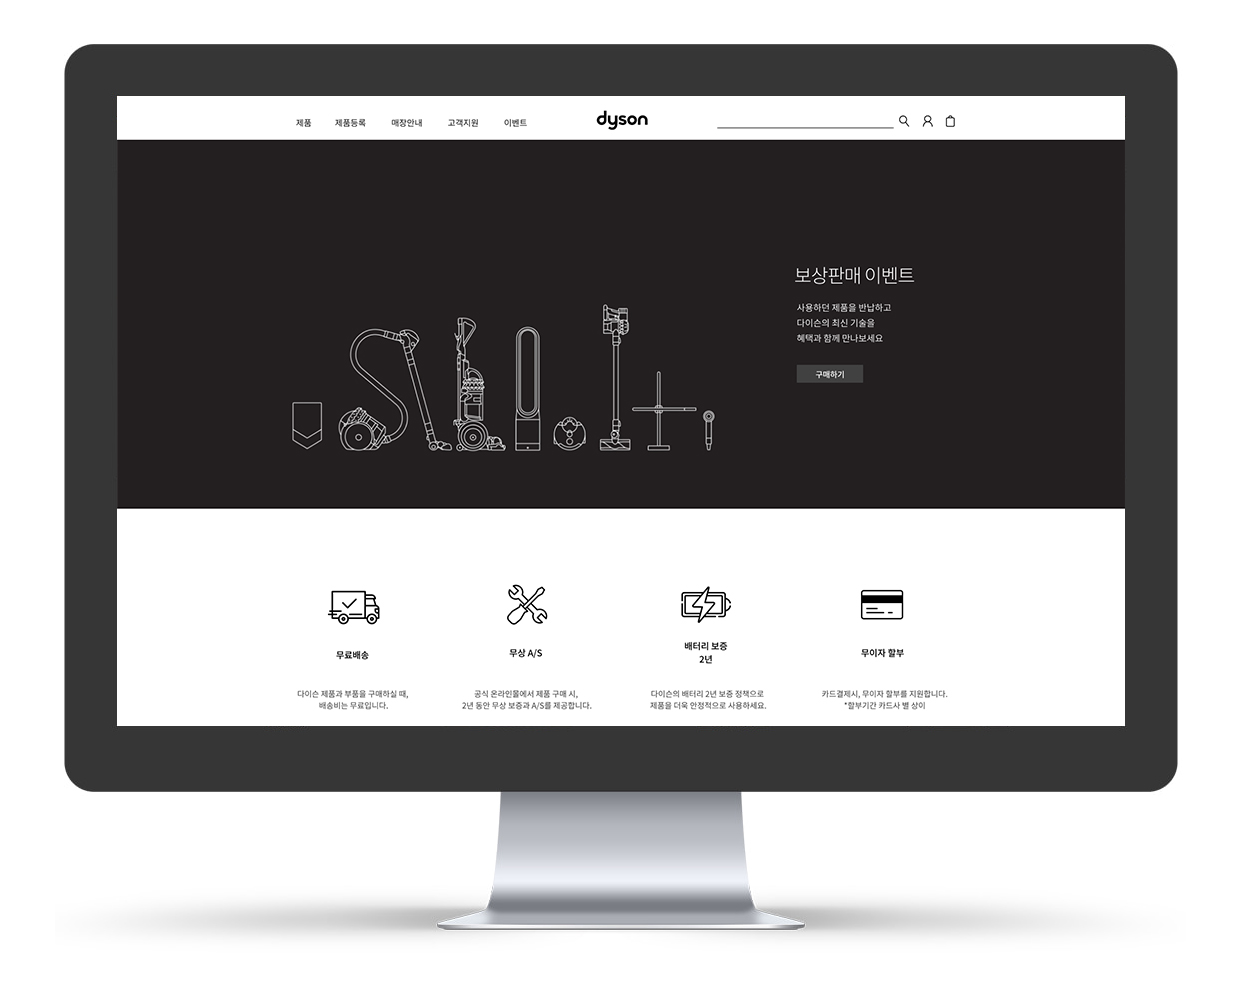 제품 제품등록 매장안내 고객지원 이벤트 dyson
보상판매 이벤트
사용하던 제품을 반납하고
다이슨의 최신 기술을
혜택과 함께 만나보세요
구매하기
무료배송
다이슨 제품과 부품을 구매하실 때,
배송비는 무료입니다.
무상 A/S
공식 온라인몰에서 제품 구매 시,
2년 동안 무상 보증과 A/S를 제공합니다.
배터리 보증
2년
다이슨의 배터리 2년 보증 정책으로
제품을 더욱 안정적으로 사용하세요.
무이자 할부
카드결제시, 무이자 할부를 지원합니다.
*할부기간 카드사 별 상이